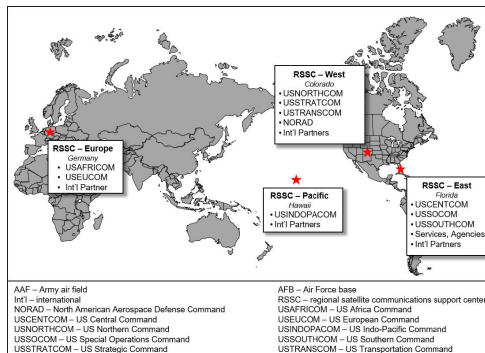 RSSC – West
Colorado
• USNORTHCOM
• USSTRATCOM
• USTRANSCOM
• NORAD
• Int'l Partners
RSSC – Europe
Germany
• USAFRICOM
• USEUCOM
• Int'l Partner
RSSC – Pacific
Hawaii
• USINDOPACOM
• Int'l Partners
RSSC – East
Florida
• USCENTCOM
• USSOCOM
• USSOUTHCOM
• Services, Agencies
• Int'l Partners
AAF – Army air field
Int'l – international
NORAD – North American Aerospace Defense Command
USCENTCOM – US Central Command
USNORTHCOM – US Northern Command
USSOCOM – US Special Operations Command
USSTRATCOM – US Strategic Command
AFB – Air Force base
RSSC – regional satellite communications support center
USAFRICOM – US Africa Command
USEUCOM – US European Command
USINDOPACOM – US Indo-Pacific Command
USSOUTHCOM – US Southern Command
USTRANSCOM – US Transportation Command